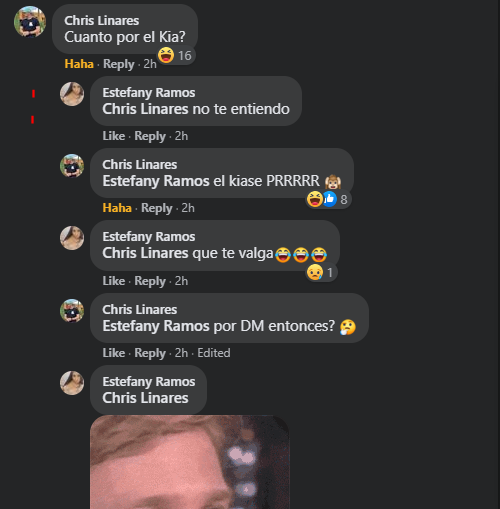 Chris Linares
Cuanto por el Kia?
16
Haha · Reply · 2h
Estefany Ramos
Chris Linares no te entiendo
Like · Reply · 2h
Chris Linares
Estefany Ramos el kiase PRRRRR 🙊
8
Haha · Reply · 2h
Estefany Ramos
Chris Linares que te valga😂😂😂
1
Like · Reply · 2h
Chris Linares
Estefany Ramos por DM entonces? 🤔
Like · Reply · 2h · Edited
Estefany Ramos
Chris Linares